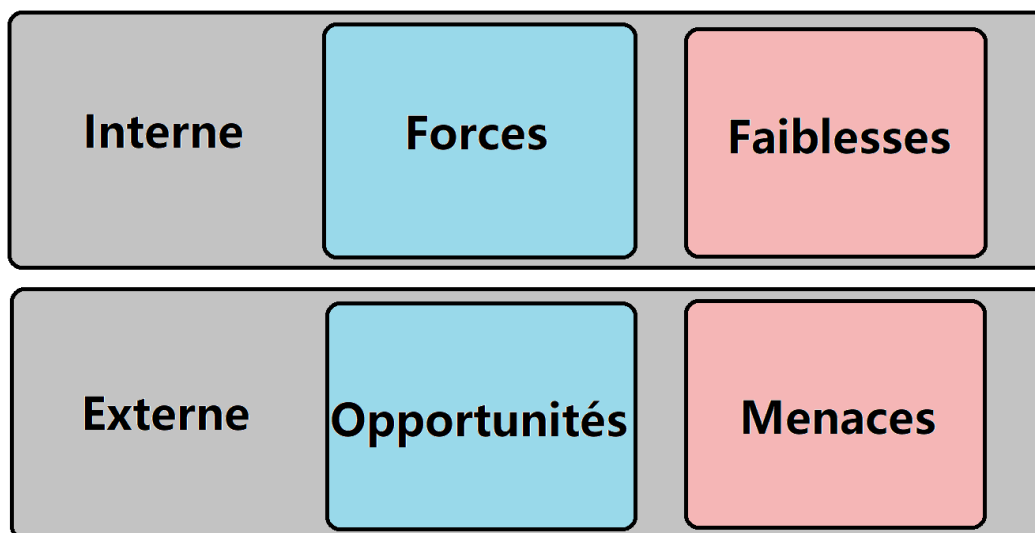 Interne
Forces
Faiblesses
Externe
Opportunités
Menaces